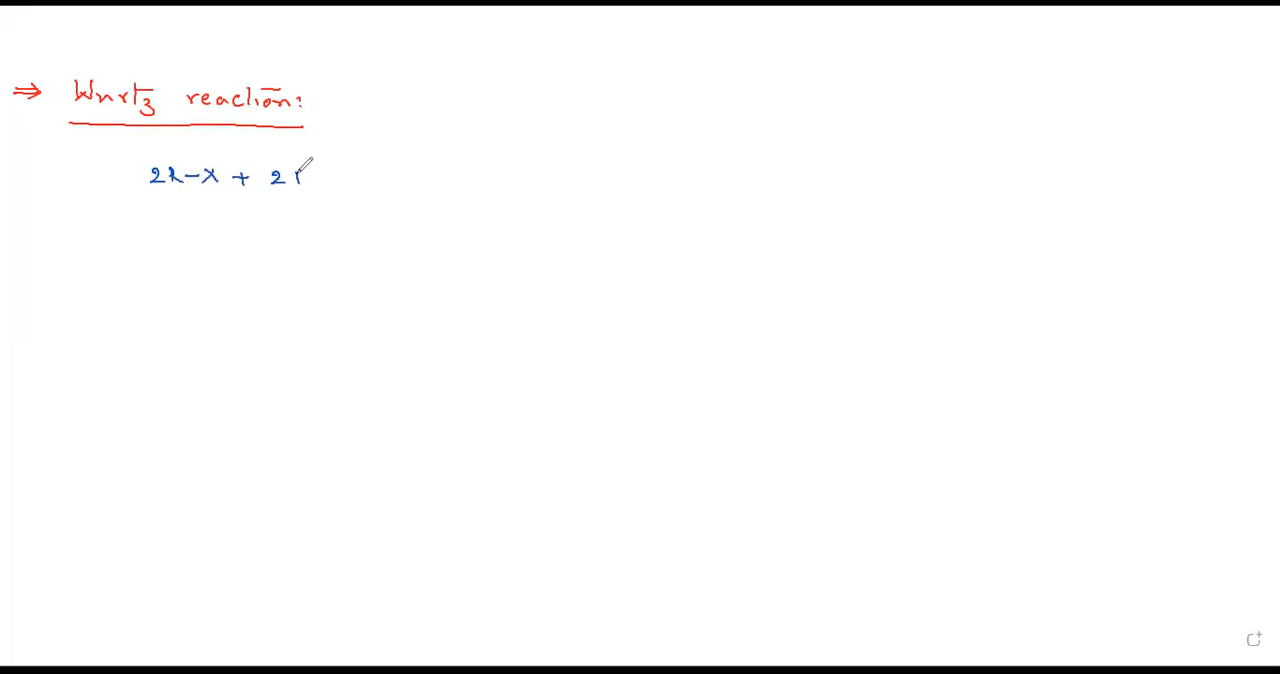 ⇒ Wurtz reaction:
2R-X + 2